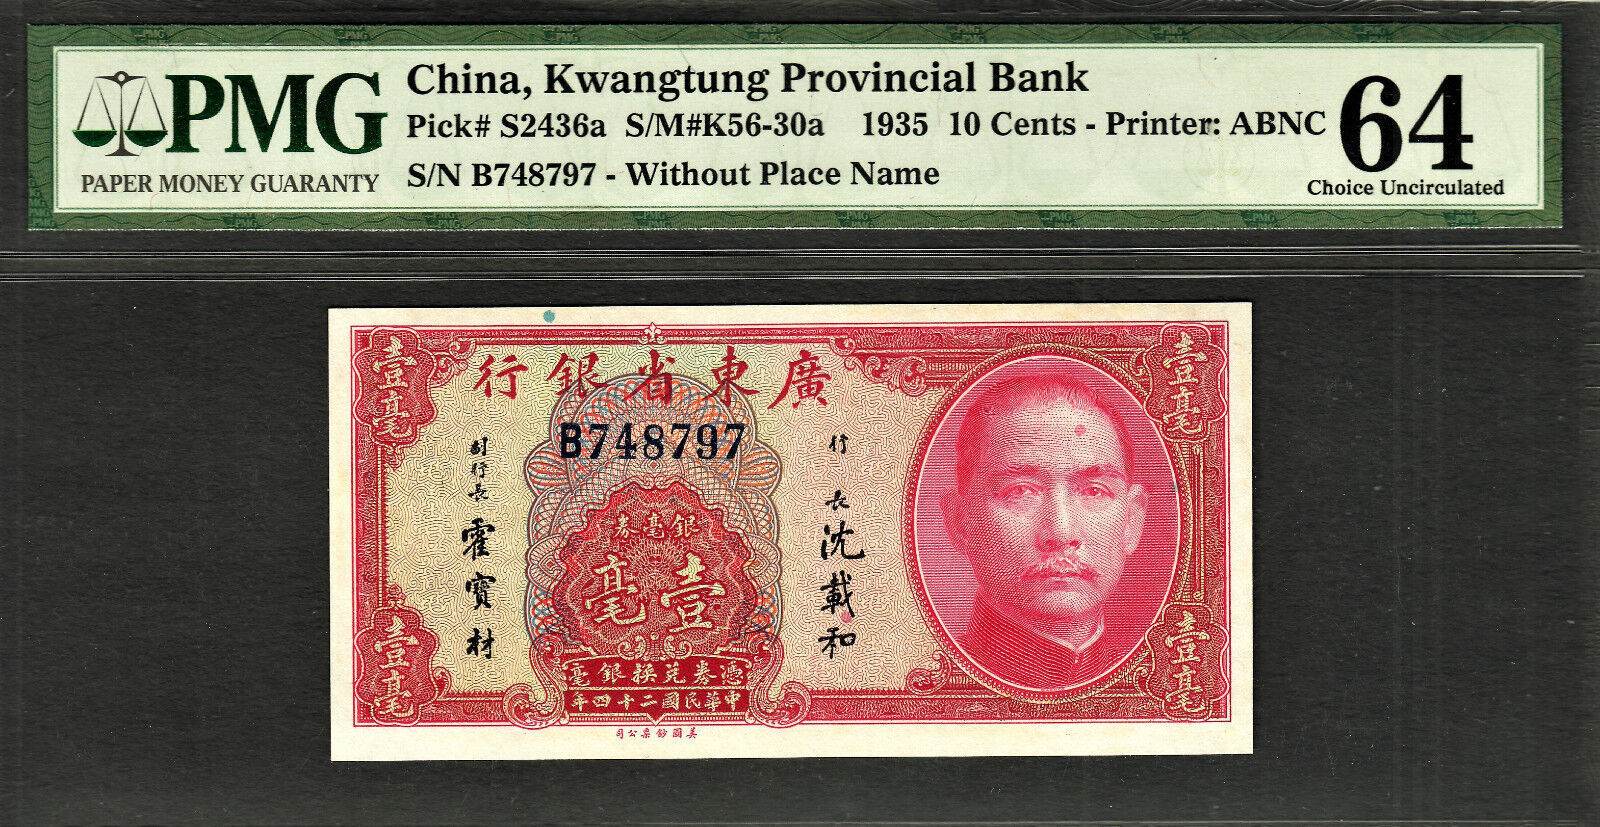 PMG
PAPER MONEY GUARANTY
China, Kwangtung Provincial Bank
Pick# S2436a S/M#K56-30a 1935 10 Cents - Printer: ABNC
S/N B748797 - Without Place Name
64
Choice Uncirculated
壹毫
壹毫
廣東省銀行
B748797
行長沈載和
副行長霍寶材
銀毫券
壹毫
憑券兌換銀毫
中華民國二十四年
壹毫
壹毫
美國鈔票公司